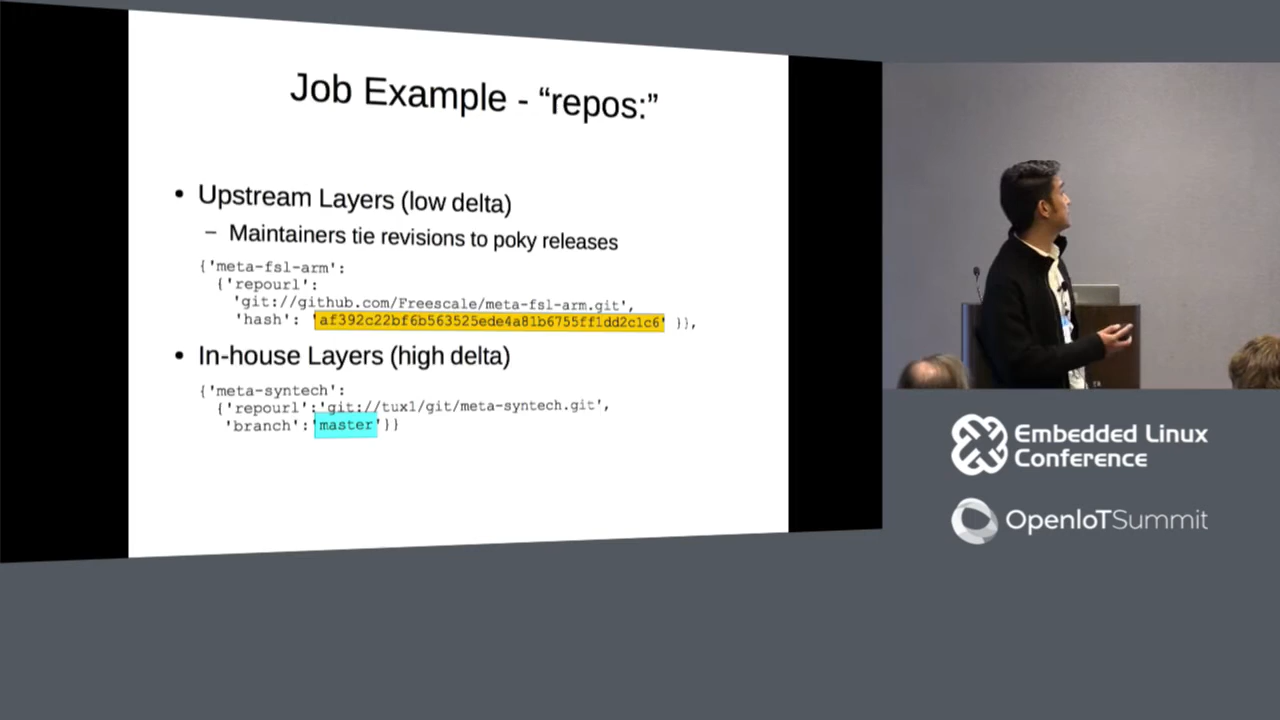 Job Example - “repos:”
• Upstream Layers (low delta)
– Maintainers tie revisions to poky releases
{'meta-fsl-arm':
{'repourl':
'git://github.com/Freescale/meta-fsl-arm.git',
'hash': 'af392c22bf6b563525ede4a81b6755ff1dd2c1c6' }},
• In-house Layers (high delta)
{'meta-syntech':
{'repourl':'git://tux1/git/meta-syntech.git',
'branch':'master'}}
Embedded Linux
Conference
OpenIoTSummit